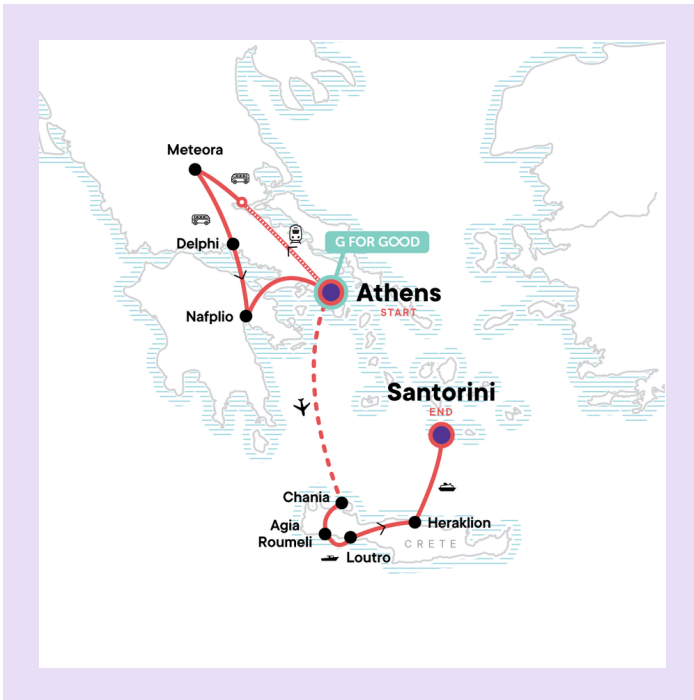 Meteora
Delphi
G FOR GOOD
Athens
START
Nafplio
Santorini
END
Chania
Agia
Roumeli
Heraklion
CRETE
Loutro